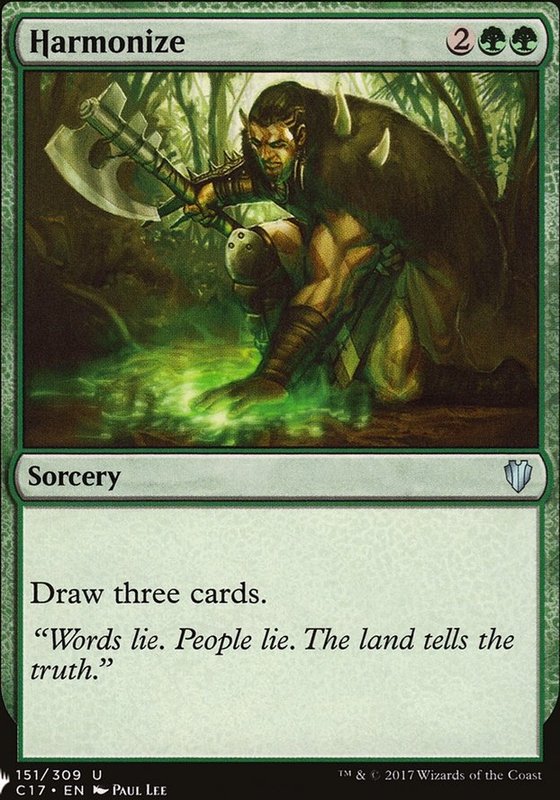 Harmonize 2
Sorcery
Draw three cards.
“Words lie. People lie. The land tells the
truth.”
151/309 U
C17 • EN Paul Lee
™ & © 2017 Wizards of the Coast